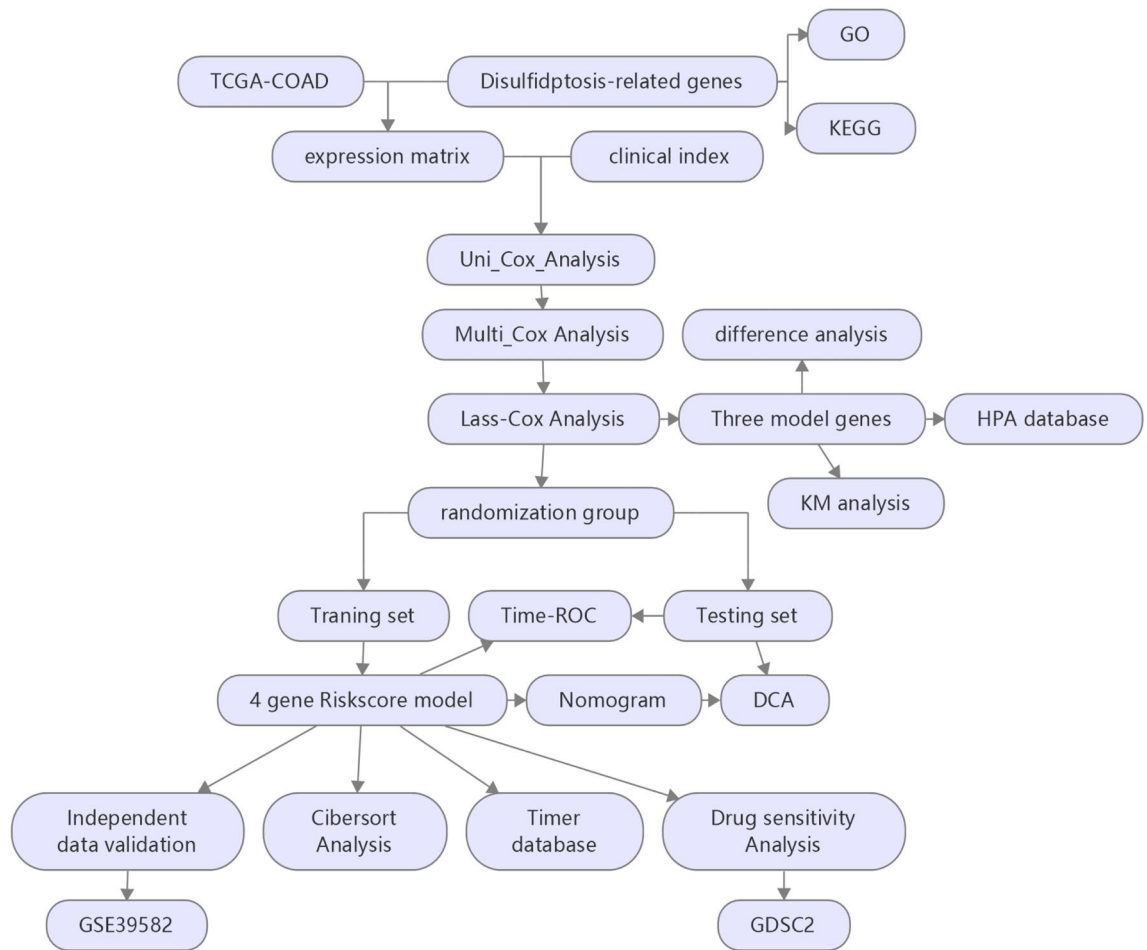 GO
TCGA-COAD
Disulfidptosis-related genes
KEGG
expression matrix
clinical index
Uni_Cox_Analysis
Multi_Cox Analysis
difference analysis
Lass-Cox Analysis
Three model genes
HPA database
KM analysis
randomization group
Traning set
Time-ROC
Testing set
4 gene Riskscore model
Nomogram
DCA
Independent
data validation
Cibersort
Analysis
Timer
database
Drug sensitivity
Analysis
GSE39582
GDSC2